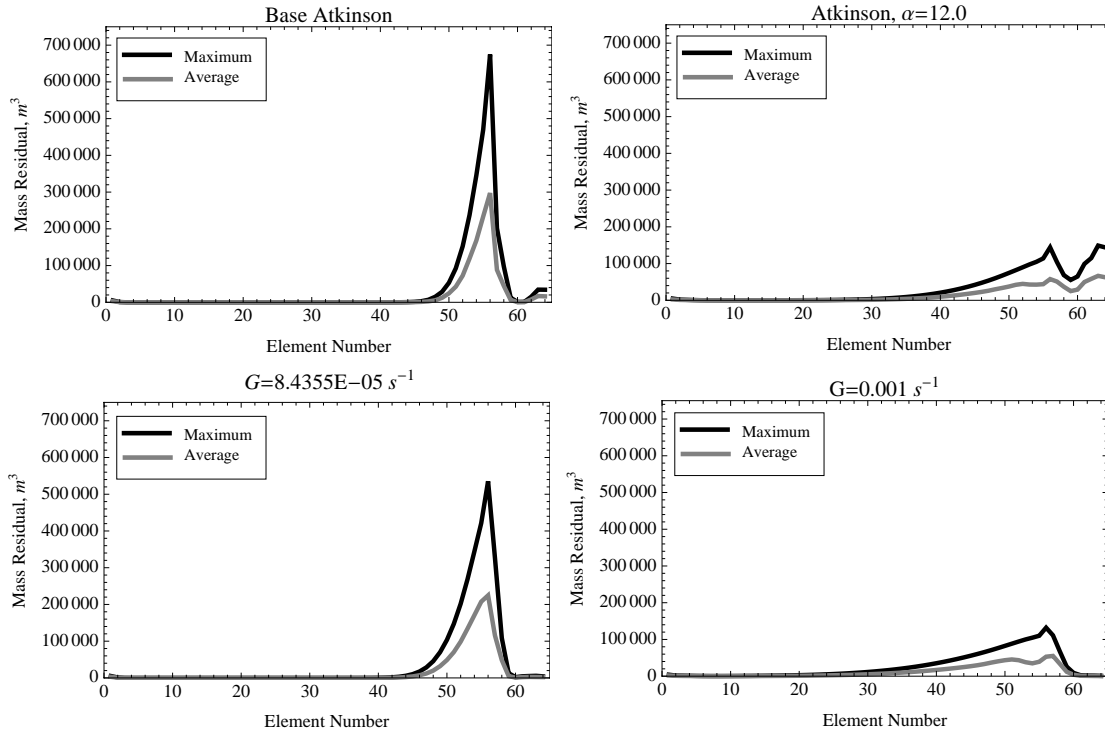 Base Atkinson
Mass Residual, m³
700 000
600 000
500 000
400 000
300 000
200 000
100 000
0
Maximum
Average
0 10 20 30 40 50 60
Element Number
Atkinson, α=12.0
Mass Residual, m³
700 000
600 000
500 000
400 000
300 000
200 000
100 000
0
Maximum
Average
0 10 20 30 40 50 60
Element Number
G=8.4355E−05 s⁻¹
Mass Residual, m³
700 000
600 000
500 000
400 000
300 000
200 000
100 000
0
Maximum
Average
0 10 20 30 40 50 60
Element Number
G=0.001 s⁻¹
Mass Residual, m³
700 000
600 000
500 000
400 000
300 000
200 000
100 000
0
Maximum
Average
0 10 20 30 40 50 60
Element Number